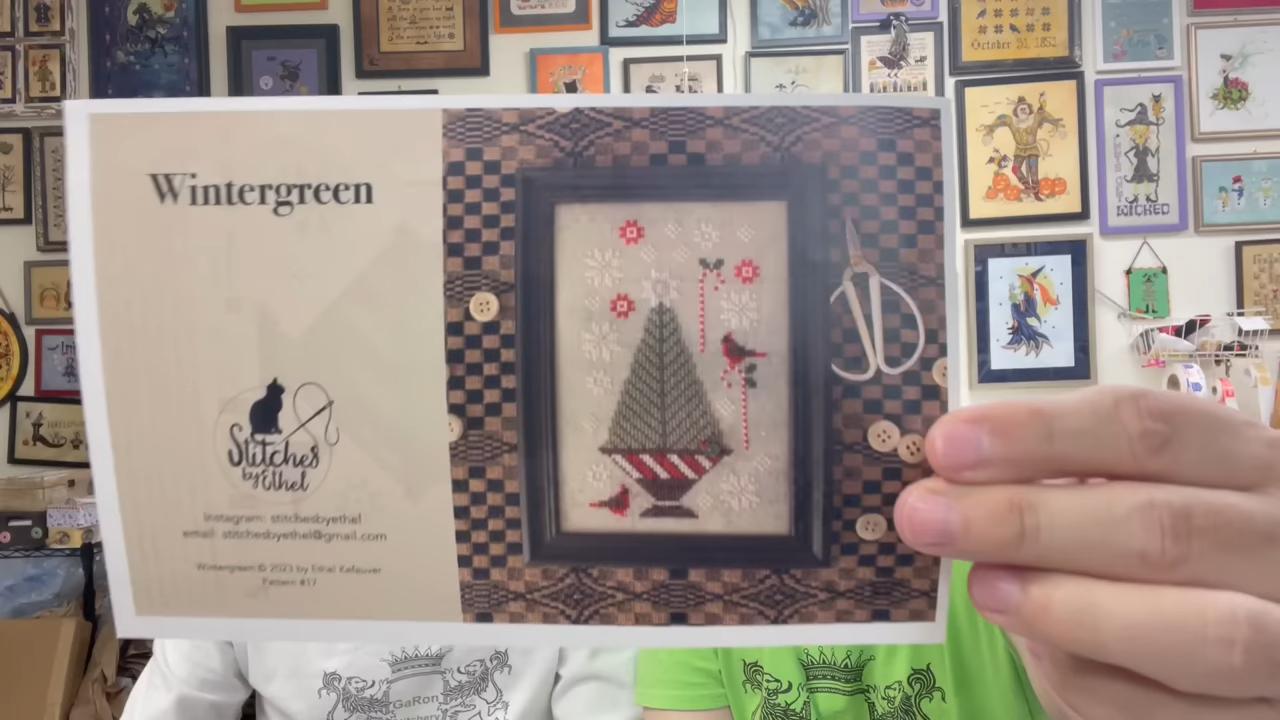 October 31, 1852
WICKED
Wintergreen
Stitches
by Ethel
Instagram: stitchesbyethel
email: stitchesbyethel@gmail.com
Wintergreen © 2023 by Ethel Kefauver
Pattern #17
GaRon